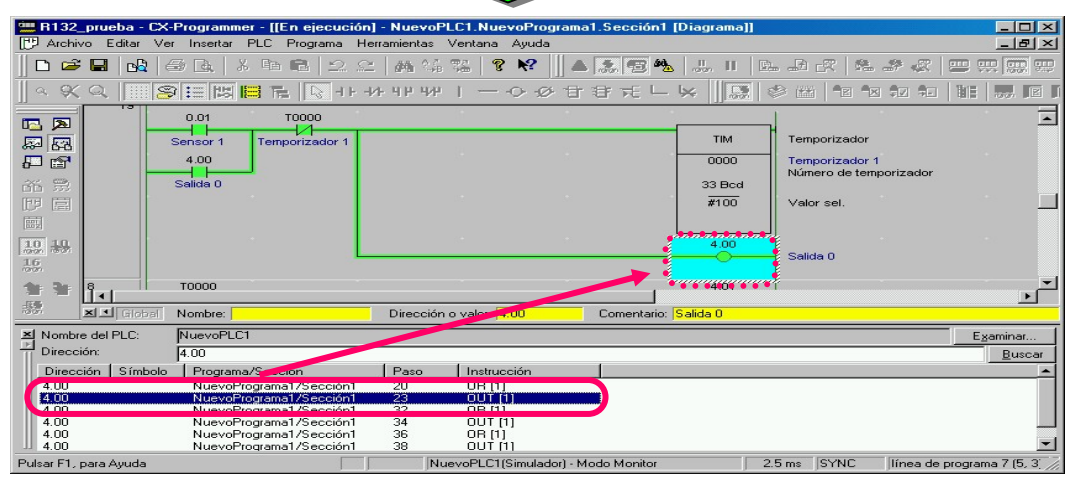 R132_prueba - CX-Programmer - [[En ejecución] - NuevoPLC1.NuevoPrograma1.Sección1 [Diagrama]]
Archivo Editar Ver Insertar PLC Programa Herramientas Ventana Ayuda
0.01 T0000
Sensor 1 Temporizador 1
4.00
Salida 0
TIM Temporizador
0000 Temporizador 1
Número de temporizador
33 Bcd
#100 Valor sel.
4.00
Salida 0
8 T0000 4.01
Global Nombre: Dirección o valor: 4.00 Comentario: Salida 0
Nombre del PLC: NuevoPLC1 Examinar...
Dirección: 4.00 Buscar
Dirección Símbolo Programa/Sección Paso Instrucción
4.00 NuevoPrograma1/Sección1 20 OR [1]
4.00 NuevoPrograma1/Sección1 23 OUT [1]
4.00 NuevoPrograma1/Sección1 32 OR [1]
4.00 NuevoPrograma1/Sección1 34 OUT [1]
4.00 NuevoPrograma1/Sección1 36 OR [1]
4.00 NuevoPrograma1/Sección1 38 OUT [1]
Pulsar F1, para Ayuda NuevoPLC1(Simulador) - Modo Monitor 2.5 ms SYNC línea de programa 7 (5, 3)